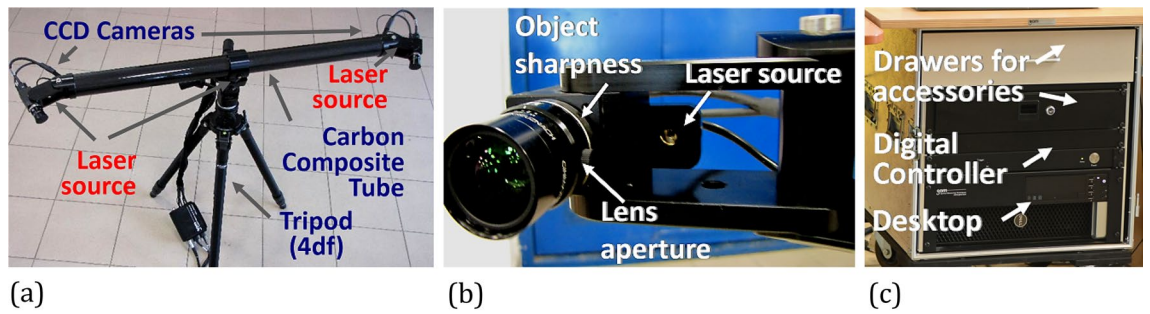 CCD Cameras
Laser
source
Laser
source
Carbon
Composite
Tube
Tripod
(4df)
(a)
Object
sharpness
Laser source
Lens
aperture
(b)
Drawers for
accessories
Digital
Controller
Desktop
(c)